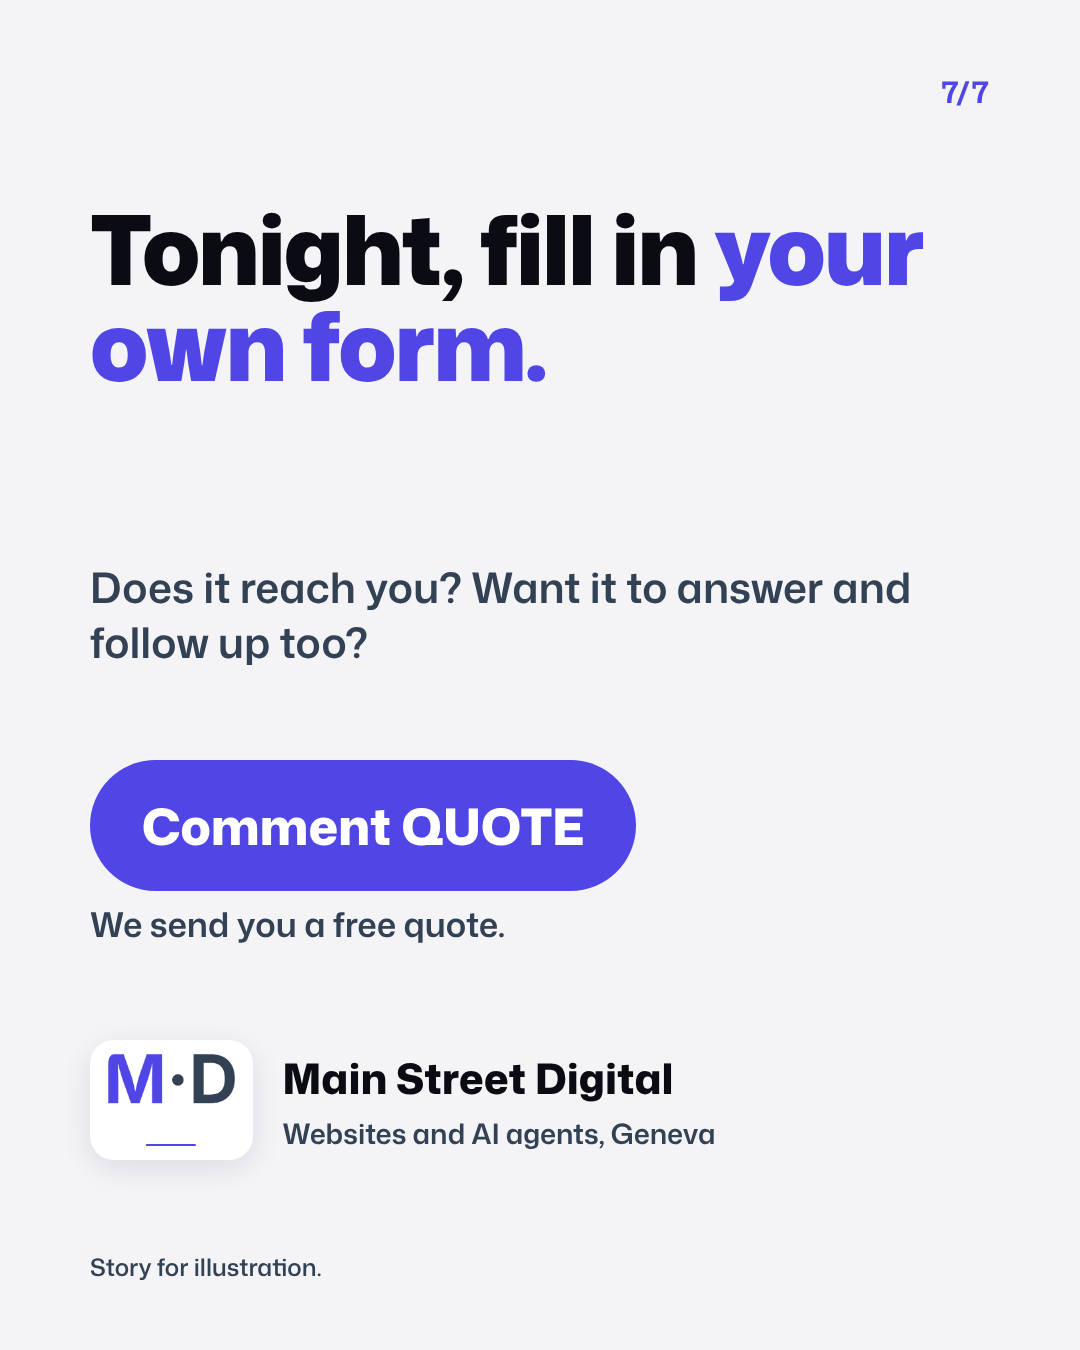 7/7
Tonight, fill in your
own form.
Does it reach you? Want it to answer and
follow up too?
Comment QUOTE
We send you a free quote.
M·D
Main Street Digital
Websites and AI agents, Geneva
Story for illustration.